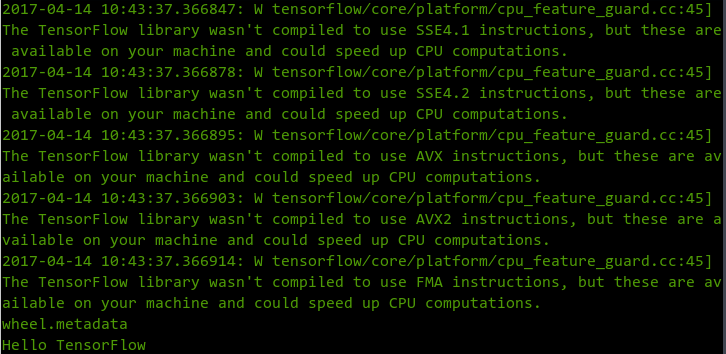 2017-04-14 10:43:37.366847: W tensorflow/core/platform/cpu_feature_guard.cc:45]
The TensorFlow library wasn't compiled to use SSE4.1 instructions, but these are
 available on your machine and could speed up CPU computations.
2017-04-14 10:43:37.366878: W tensorflow/core/platform/cpu_feature_guard.cc:45]
The TensorFlow library wasn't compiled to use SSE4.2 instructions, but these are
 available on your machine and could speed up CPU computations.
2017-04-14 10:43:37.366895: W tensorflow/core/platform/cpu_feature_guard.cc:45]
The TensorFlow library wasn't compiled to use AVX instructions, but these are av
ailable on your machine and could speed up CPU computations.
2017-04-14 10:43:37.366903: W tensorflow/core/platform/cpu_feature_guard.cc:45]
The TensorFlow library wasn't compiled to use AVX2 instructions, but these are a
vailable on your machine and could speed up CPU computations.
2017-04-14 10:43:37.366914: W tensorflow/core/platform/cpu_feature_guard.cc:45]
The TensorFlow library wasn't compiled to use FMA instructions, but these are av
ailable on your machine and could speed up CPU computations.
wheel.metadata
Hello TensorFlow